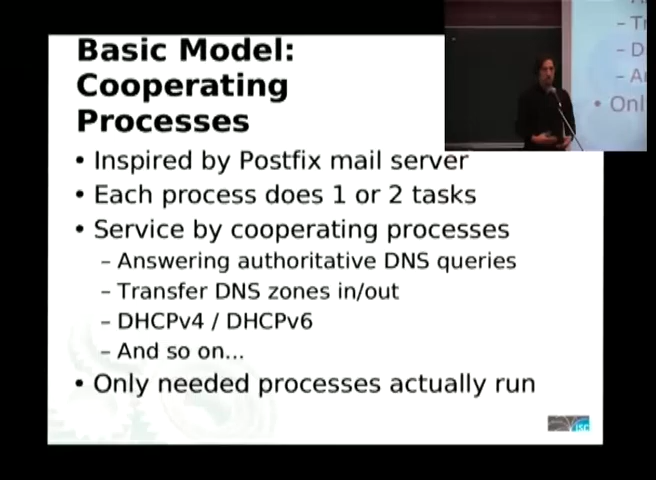 Basic Model:
Cooperating
Processes
• Inspired by Postfix mail server
• Each process does 1 or 2 tasks
• Service by cooperating processes
– Answering authoritative DNS queries
– Transfer DNS zones in/out
– DHCPv4 / DHCPv6
– And so on...
• Only needed processes actually run
isc
– Tr
– D
– A
• Onl